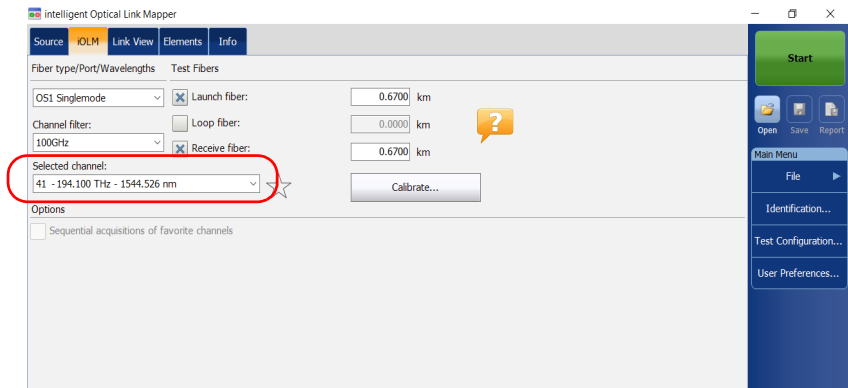 intelligent Optical Link Mapper
Source iOLM Link View Elements Info
Fiber type/Port/Wavelengths Test Fibers
OS1 Singlemode Launch fiber: 0.6700 km
Channel filter: Loop fiber: 0.0000 km
100GHz Receive fiber: 0.6700 km
Selected channel:
41 - 194.100 THz - 1544.526 nm Calibrate...
Options
Sequential acquisitions of favorite channels
?
Start
Open Save Report
Main Menu
File
Identification...
Test Configuration...
User Preferences...